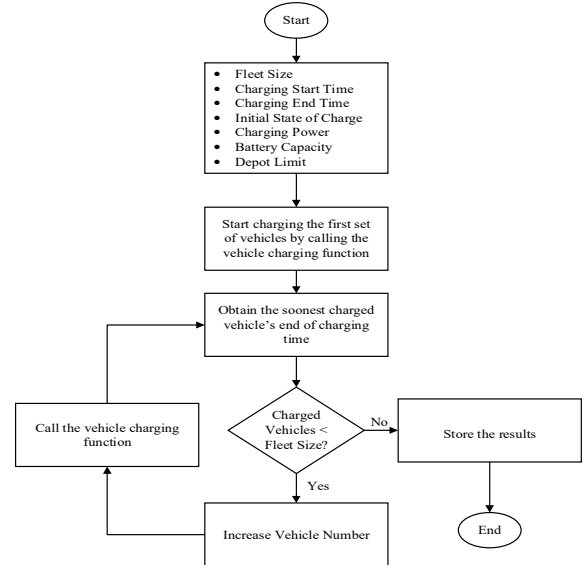 Start
• Fleet Size
• Charging Start Time
• Charging End Time
• Initial State of Charge
• Charging Power
• Battery Capacity
• Depot Limit
Start charging the first set
of vehicles by calling the
vehicle charging function
Obtain the soonest charged
vehicle's end of charging
time
Charged
Vehicles <
Fleet Size?
No
Store the results
End
Yes
Increase Vehicle Number
Call the vehicle charging
function